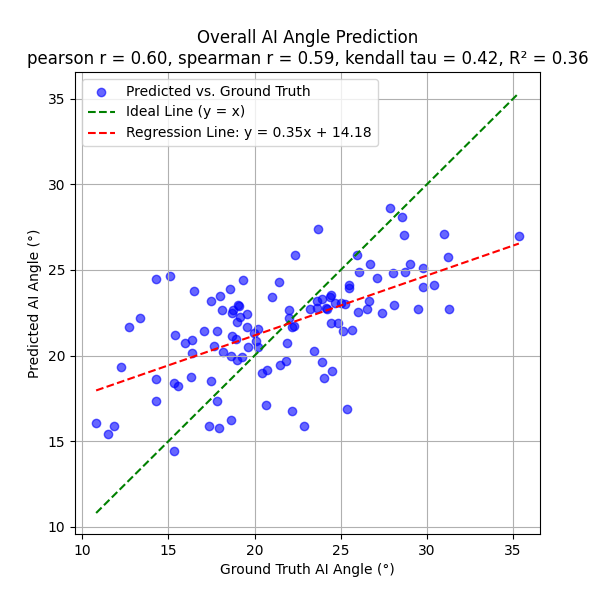 Overall AI Angle Prediction
pearson r = 0.60, spearman r = 0.59, kendall tau = 0.42, R² = 0.36
Predicted vs. Ground Truth
Ideal Line (y = x)
Regression Line: y = 0.35x + 14.18
35
30
25
20
15
10
Predicted AI Angle (°)
10 15 20 25 30 35
Ground Truth AI Angle (°)